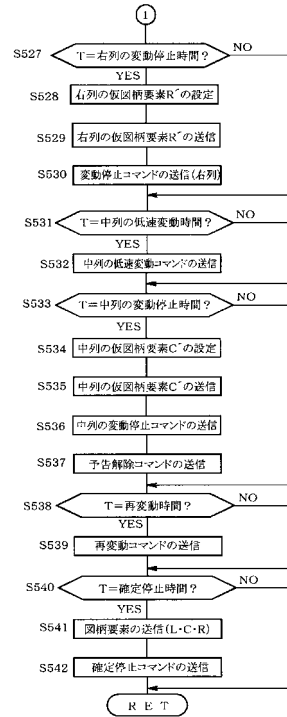 1
S527 T=右列の変動停止時間? NO
YES
S528 右列の仮図柄要素R´の設定
S529 右列の仮図柄要素R´の送信
S530 変動停止コマンドの送信(右列)
S531 T=中列の低速変動時間? NO
YES
S532 中列の低速変動コマンドの送信
S533 T=中列の変動停止時間? NO
YES
S534 中列の仮図柄要素C´の設定
S535 中列の仮図柄要素C´の送信
S536 中列の変動停止コマンドの送信
S537 予告解除コマンドの送信
S538 T=再変動時間? NO
YES
S539 再変動コマンドの送信
S540 T=確定停止時間? NO
YES
S541 図柄要素の送信(L・C・R)
S542 確定停止コマンドの送信
RET